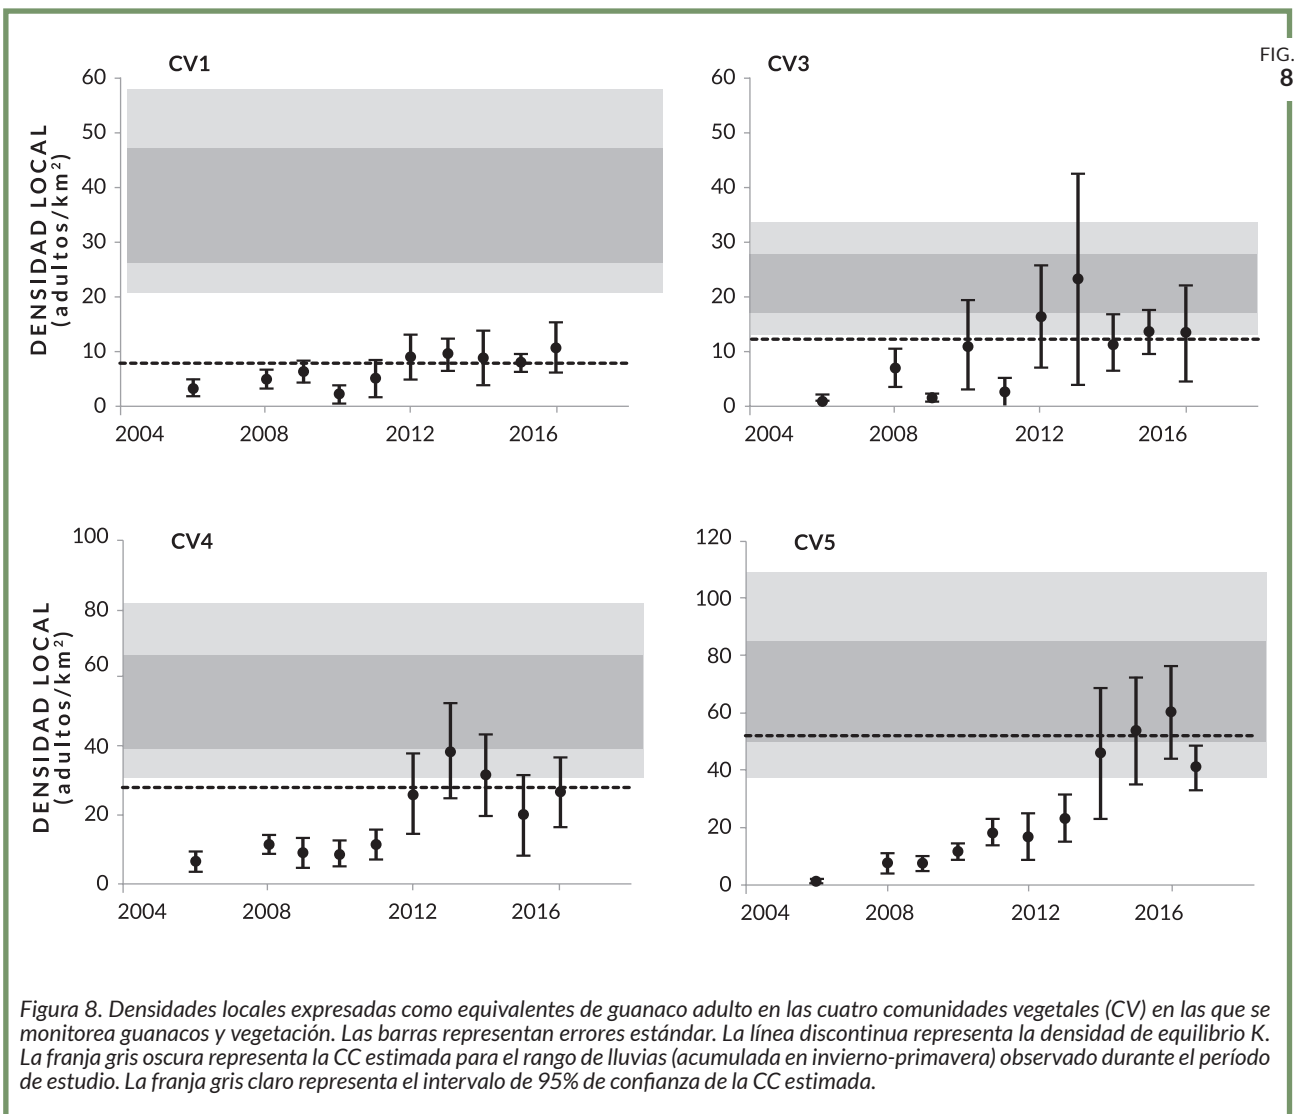 FIG.
8
CV1
60
50
40
30
20
10
0
DENSIDAD LOCAL
(adultos/km²)
2004 2008 2012 2016
CV3
60
50
40
30
20
10
0
2004 2008 2012 2016
CV4
100
80
60
40
20
0
DENSIDAD LOCAL
(adultos/km²)
2004 2008 2012 2016
CV5
120
100
80
60
40
20
0
2004 2008 2012 2016
Figura 8. Densidades locales expresadas como equivalentes de guanaco adulto en las cuatro comunidades vegetales (CV) en las que se
monitorea guanacos y vegetación. Las barras representan errores estándar. La línea discontinua representa la densidad de equilibrio K.
La franja gris oscura representa la CC estimada para el rango de lluvias (acumulada en invierno-primavera) observado durante el período
de estudio. La franja gris claro representa el intervalo de 95% de confianza de la CC estimada.